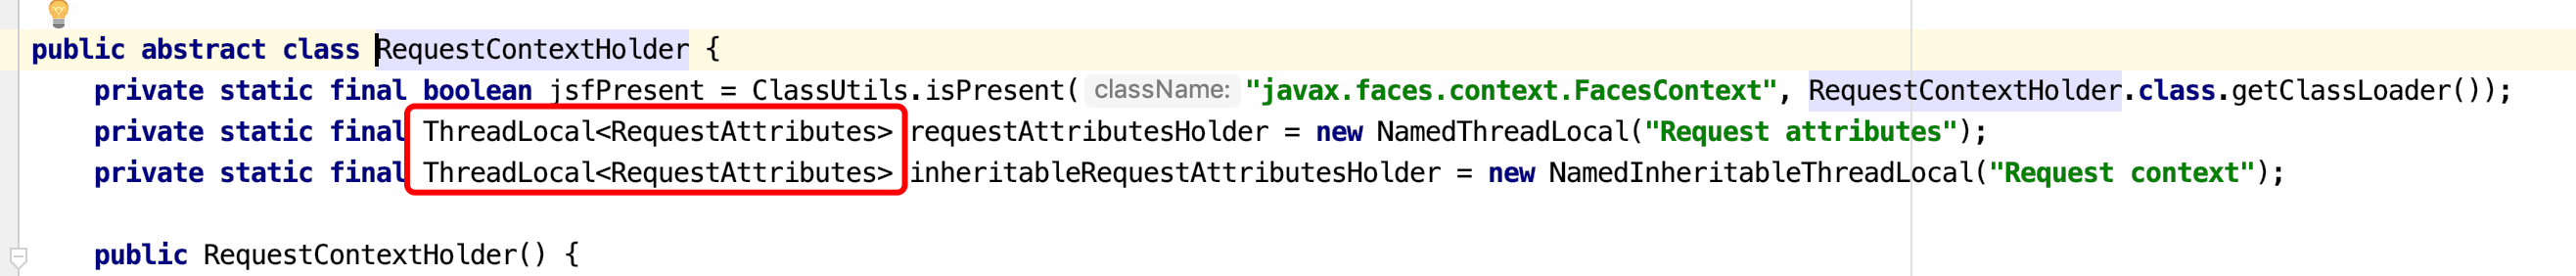 public abstract class RequestContextHolder {
private static final boolean jsfPresent = ClassUtils.isPresent( className: "javax.faces.context.FacesContext", RequestContextHolder.class.getClassLoader());
private static final ThreadLocal<RequestAttributes> requestAttributesHolder = new NamedThreadLocal("Request attributes");
private static final ThreadLocal<RequestAttributes> inheritableRequestAttributesHolder = new NamedInheritableThreadLocal("Request context");
public RequestContextHolder() {